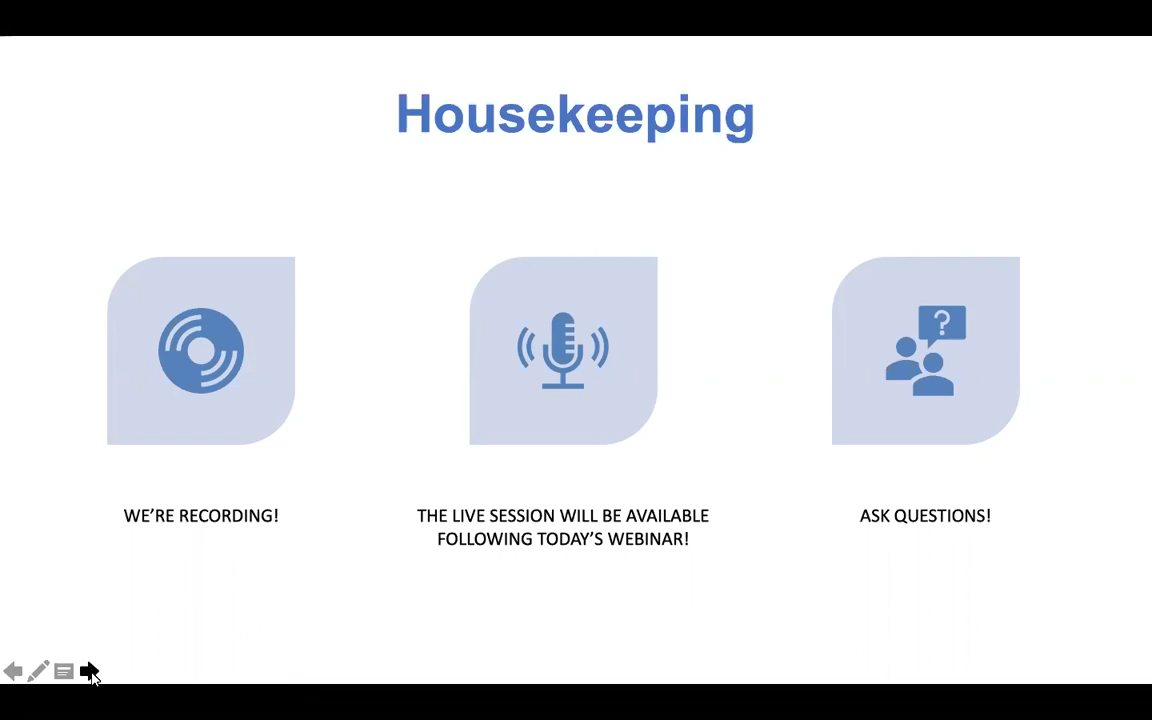 Housekeeping
?
WE’RE RECORDING!
THE LIVE SESSION WILL BE AVAILABLE
FOLLOWING TODAY’S WEBINAR!
ASK QUESTIONS!